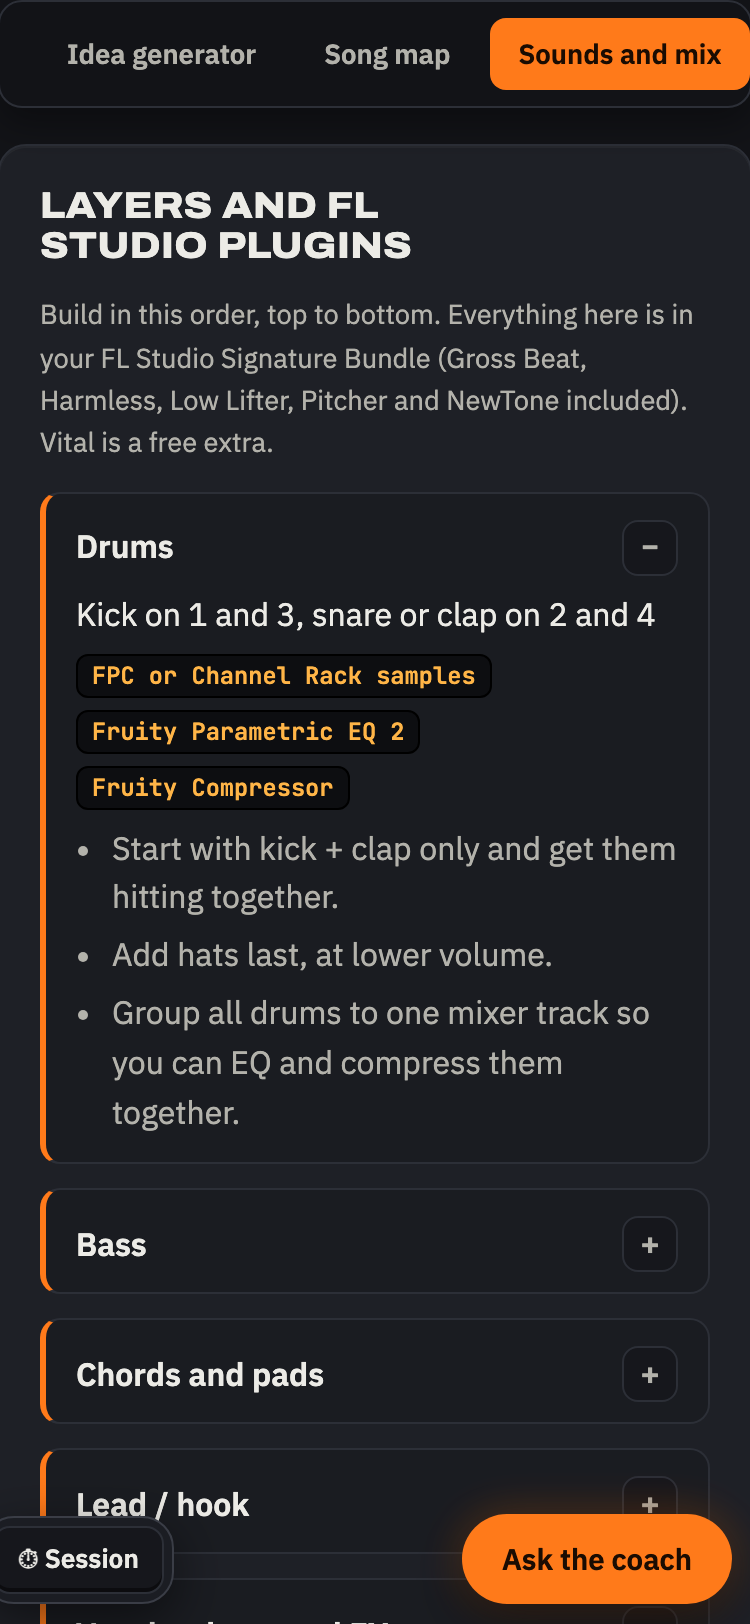 Idea generator
Song map
Sounds and mix
LAYERS AND FL
STUDIO PLUGINS
Build in this order, top to bottom. Everything here is in
your FL Studio Signature Bundle (Gross Beat,
Harmless, Low Lifter, Pitcher and NewTone included).
Vital is a free extra.
Drums
−
Kick on 1 and 3, snare or clap on 2 and 4
FPC or Channel Rack samples
Fruity Parametric EQ 2
Fruity Compressor
• Start with kick + clap only and get them
hitting together.
• Add hats last, at lower volume.
• Group all drums to one mixer track so
you can EQ and compress them
together.
Bass
+
Chords and pads
+
Lead / hook
+
⏱ Session
Ask the coach